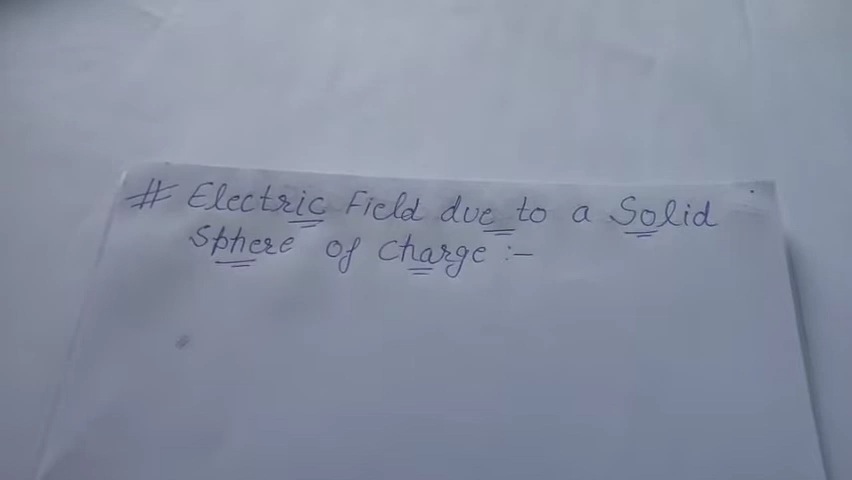 # Electric Field due to a Solid
Sphere of Charge :-